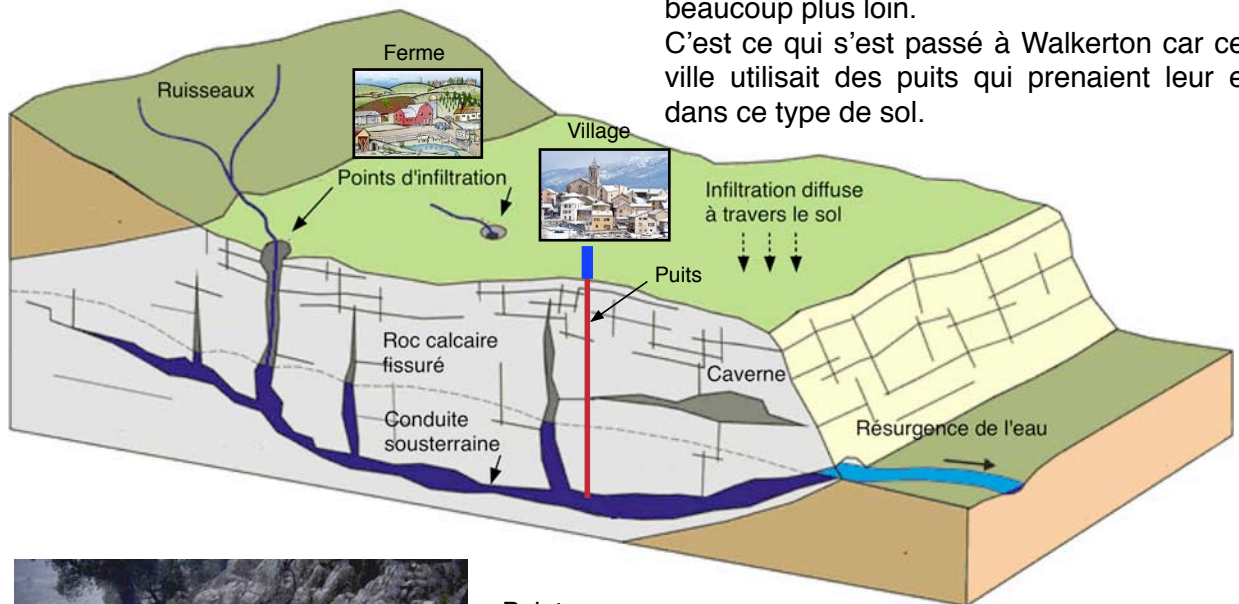 beaucoup plus loin.
C'est ce qui s'est passé à Walkerton car ce
ville utilisait des puits qui prenaient leur
dans ce type de sol.
Ferme
Ruisseaux
Village
Points d'infiltration
Infiltration diffuse
à travers le sol
Puits
Roc calcaire
fissuré
Caverne
Conduite
sousterraine
Résurgence de l'eau